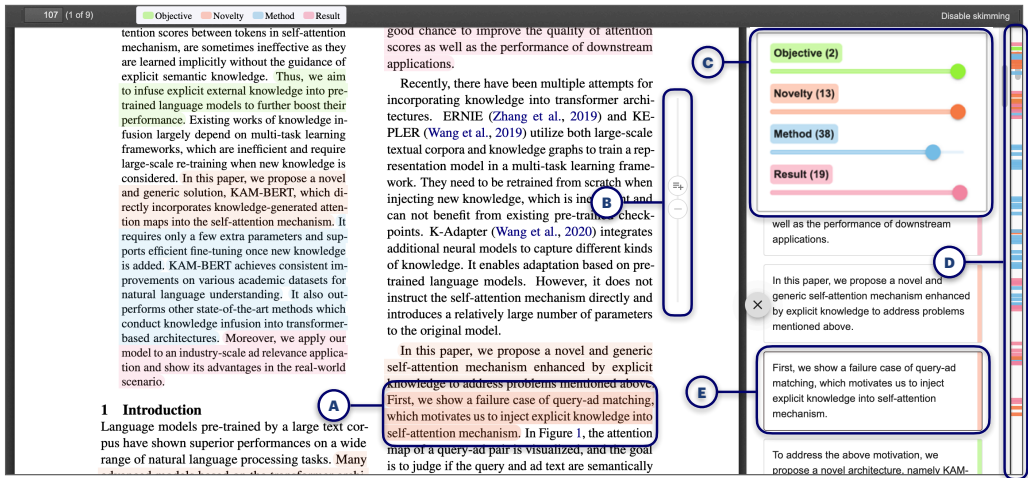 107 (1 of 9)
Objective Novelty Method Result
Disable skimming
tention scores between tokens in self-attention
mechanism, are sometimes ineffective as they
are learned implicitly without the guidance of
explicit semantic knowledge. Thus, we aim
to infuse explicit external knowledge into pre-
trained language models to further boost their
performance. Existing works of knowledge in-
fusion largely depend on multi-task learning
frameworks, which are inefficient and require
large-scale re-training when new knowledge is
considered. In this paper, we propose a novel
and generic solution, KAM-BERT, which di-
rectly incorporates knowledge-generated atten-
tion maps into the self-attention mechanism. It
requires only a few extra parameters and sup-
ports efficient fine-tuning once new knowledge
is added. KAM-BERT achieves consistent im-
provements on various academic datasets for
natural language understanding. It also out-
performs other state-of-the-art methods which
conduct knowledge infusion into transformer-
based architectures. Moreover, we apply our
model to an industry-scale ad relevance applica-
tion and show its advantages in the real-world
scenario.
1 Introduction
Language models pre-trained by a large text cor-
pus have shown superior performances on a wide
range of natural language processing tasks. Many
advanced models based on the transformer archi-
good chance to improve the quality of attention
scores as well as the performance of downstream
applications.
Recently, there have been multiple attempts for
incorporating knowledge into transformer archi-
tectures. ERNIE (Zhang et al., 2019) and KE-
PLER (Wang et al., 2019) utilize both large-scale
textual corpora and knowledge graphs to train a rep-
resentation model in a multi-task learning frame-
work. They need to be retrained from scratch when
injecting new knowledge, which is and
can not benefit from existing check-
points. K-Adapter (Wang et al., 2020) integrates
additional neural models to capture different kinds
of knowledge. It enables adaptation based on pre-
trained language models. However, it does not
instruct the self-attention mechanism directly and
introduces a relatively large number of parameters
to the original model.
In this paper, we propose a novel and generic
self-attention mechanism enhanced by explicit
knowledge to address problems mentioned above.
First, we show a failure case of query-ad matching,
which motivates us to inject explicit knowledge into
self-attention mechanism. In Figure 1, the attention
map of a query-ad pair is visualized, and the goal
is to judge if the query and ad text are semantically
A
B
C
Objective (2)
Novelty (13)
Method (38)
Result (19)
well as the performance of downstream
applications.
D
In this paper, we propose a novel and
generic self-attention mechanism enhanced
by explicit knowledge to address problems
mentioned above.
E
First, we show a failure case of query-ad
matching, which motivates us to inject
explicit knowledge into self-attention
mechanism.
To address the above motivation, we
propose a novel architecture, namely KAM-